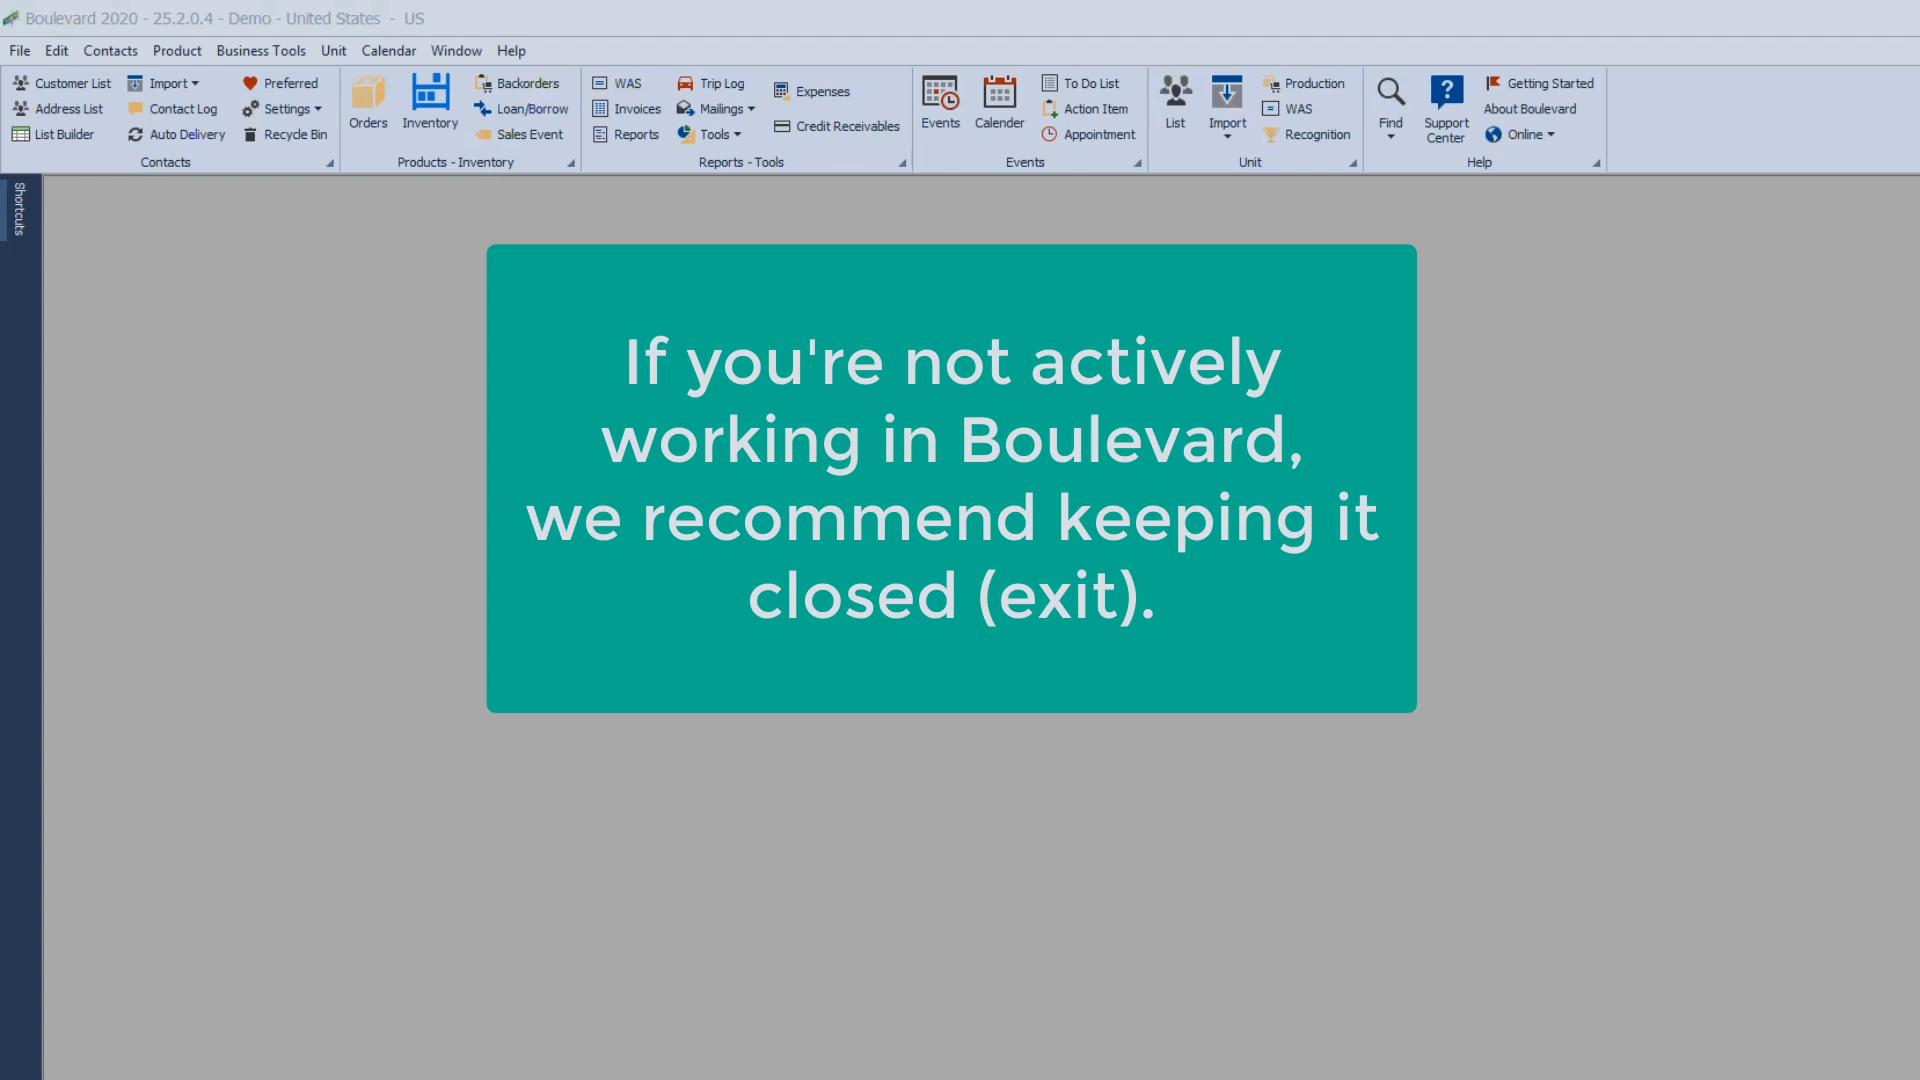 Boulevard 2020 - 25.2.0.4 - Demo - United States - US
File Edit Contacts Product Business Tools Unit Calendar Window Help
Customer List Import Preferred
Address List Contact Log Settings
List Builder Auto Delivery Recycle Bin
Contacts
Orders Inventory
Backorders
Loan/Borrow
Sales Event
Products - Inventory
WAS Trip Log Expenses
Invoices Mailings
Reports Tools Credit Receivables
Reports - Tools
Events Calender
To Do List
Action Item
Appointment
Events
List Import
Production
WAS
Recognition
Unit
Find Support Center
Getting Started
About Boulevard
Online
Help
Shortcuts
If you're not actively
working in Boulevard,
we recommend keeping it
closed (exit).